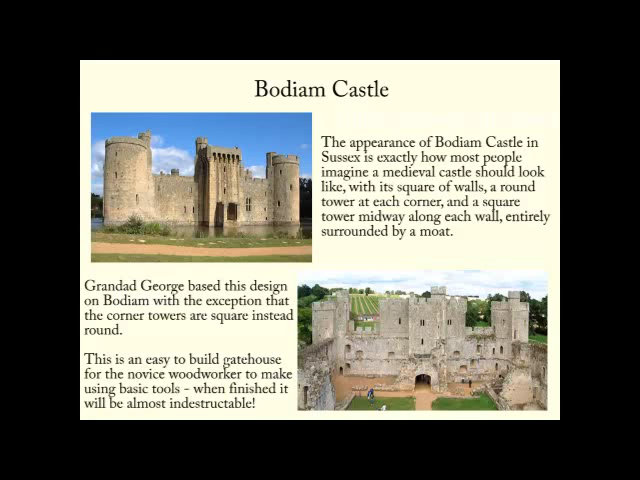 Bodiam Castle
The appearance of Bodiam Castle in
Sussex is exactly how most people
imagine a medieval castle should look
like, with its square of walls, a round
tower at each corner, and a square
tower midway along each wall, entirely
surrounded by a moat.
Grandad George based this design
on Bodiam with the exception that
the corner towers are square instead
round.
This is an easy to build gatehouse
for the novice woodworker to make
using basic tools - when finished it
will be almost indestructable!